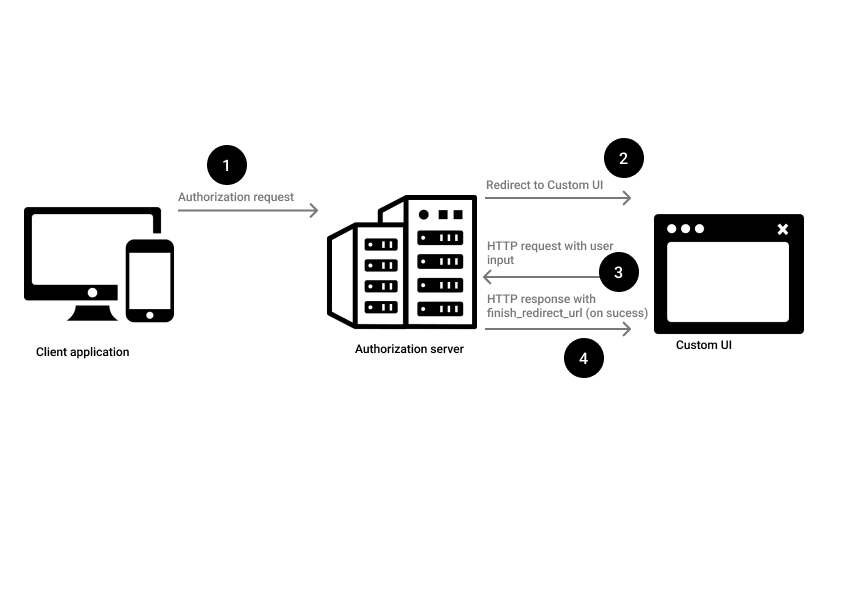 1
Authorization request
Client application
Authorization server
2
Redirect to Custom UI
HTTP request with user
input
3
HTTP response with
finish_redirect_url (on sucess)
4
Custom UI